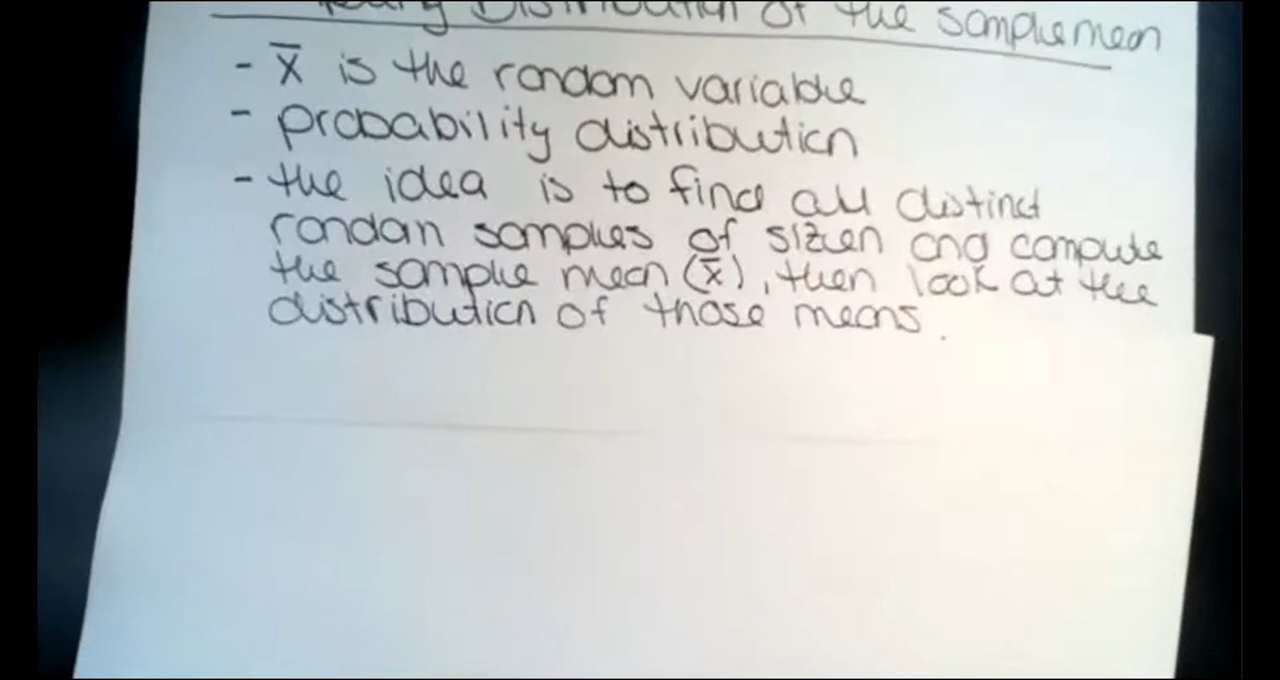 Distribution of the sample mean
- x̄ is the random variable
- probability distribution
- the idea is to find all distinct
random samples of size n and compute
the sample mean (x̄), then look at the
distribution of those means.